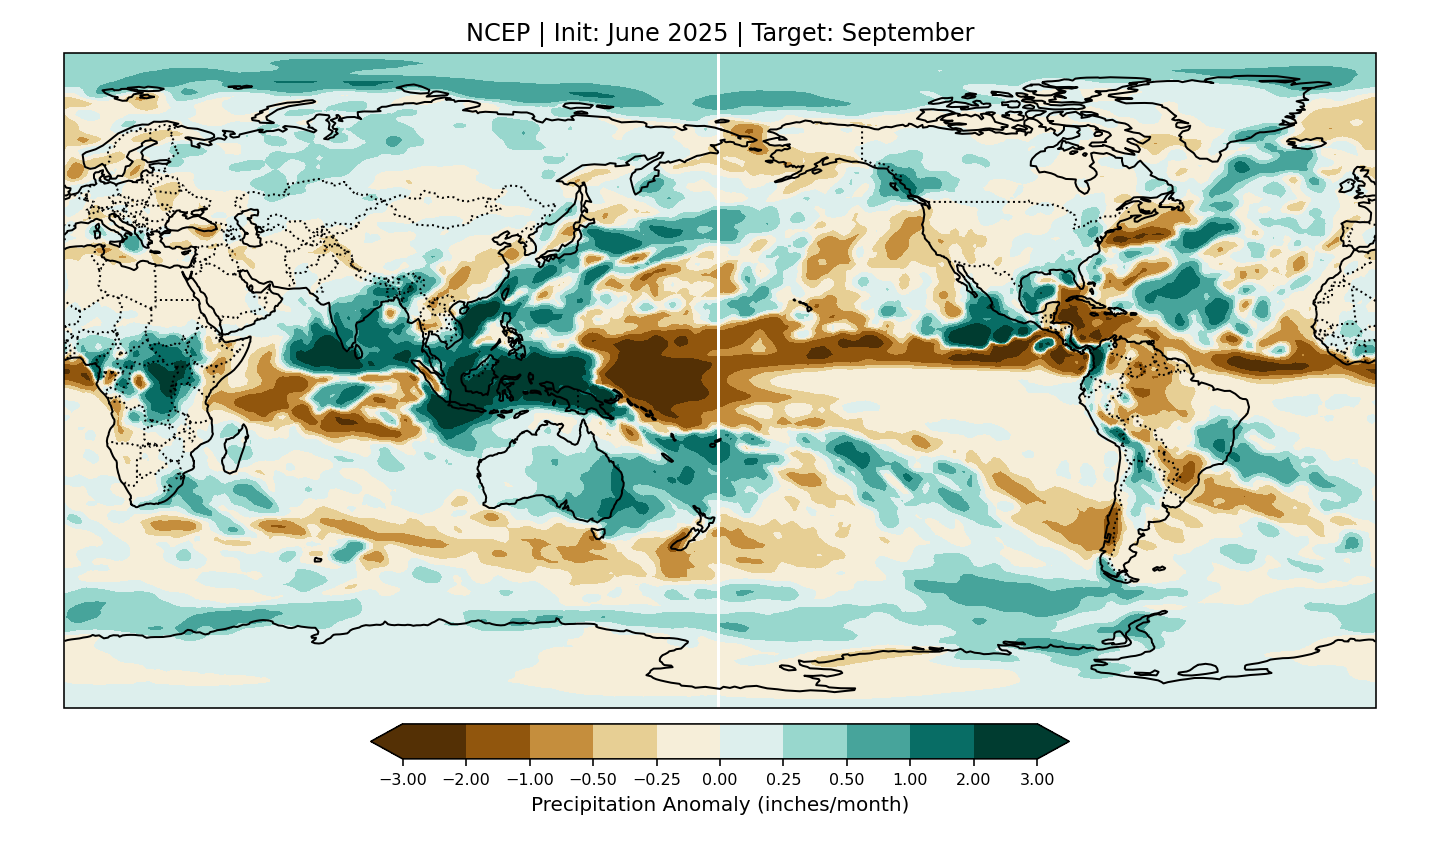 NCEP | Init: June 2025 | Target: September
−3.00 −2.00 −1.00 −0.50 −0.25 0.00 0.25 0.50 1.00 2.00 3.00
Precipitation Anomaly (inches/month)